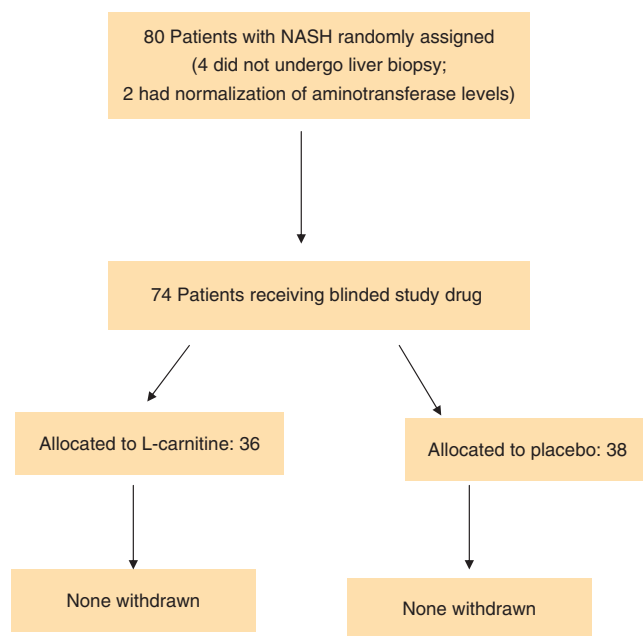 80 Patients with NASH randomly assigned
(4 did not undergo liver biopsy;
2 had normalization of aminotransferase levels)
74 Patients receiving blinded study drug
Allocated to L-carnitine: 36
Allocated to placebo: 38
None withdrawn
None withdrawn